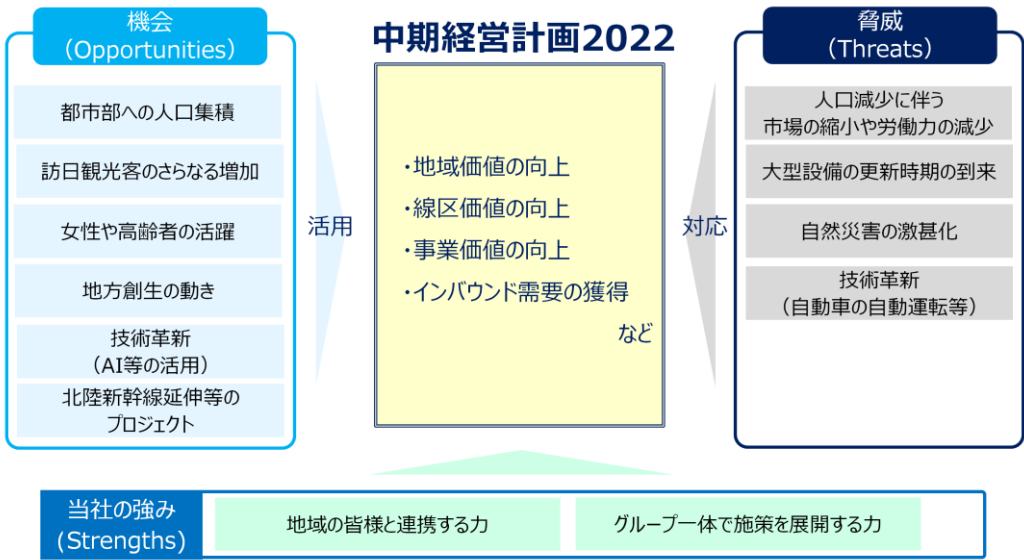 機会
（Opportunities）
都市部への人口集積
訪日観光客のさらなる増加
女性や高齢者の活躍
地方創生の動き
技術革新
（AI等の活用）
北陸新幹線延伸等の
プロジェクト
活用
中期経営計画2022
・地域価値の向上
・線区価値の向上
・事業価値の向上
・インバウンド需要の獲得
など
対応
脅威
（Threats）
人口減少に伴う
市場の縮小や労働力の減少
大型設備の更新時期の到来
自然災害の激甚化
技術革新
（自動車の自動運転等）
当社の強み
(Strengths)
地域の皆様と連携する力
グループ一体で施策を展開する力